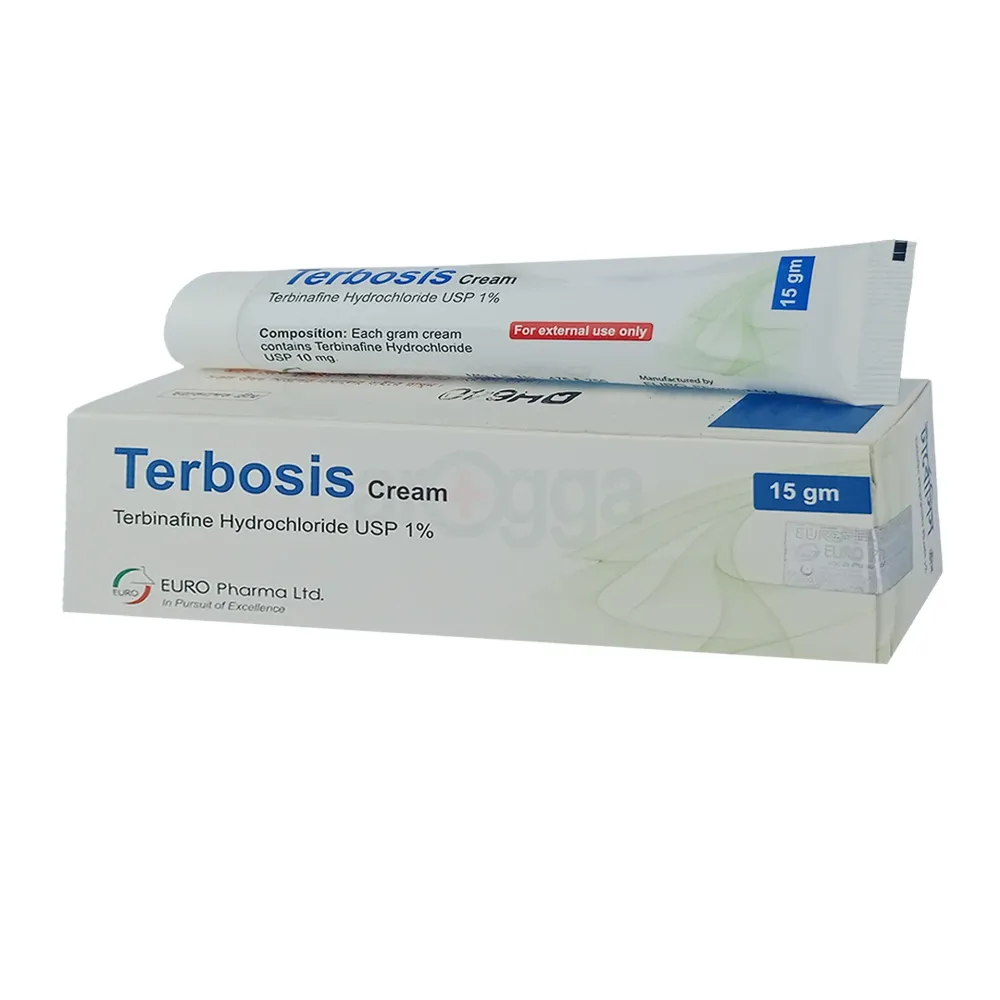 Terbosis Cream
Terbinafine Hydrochloride USP 1%
Composition: Each gram cream
contains Terbinafine Hydrochloride
USP 10 mg.
For external use only
15 gm
Manufactured by
Terbosis Cream
Terbinafine Hydrochloride USP 1%
15 gm
EURO
EURO Pharma Ltd.
In Pursuit of Excellence
arogga
EURO